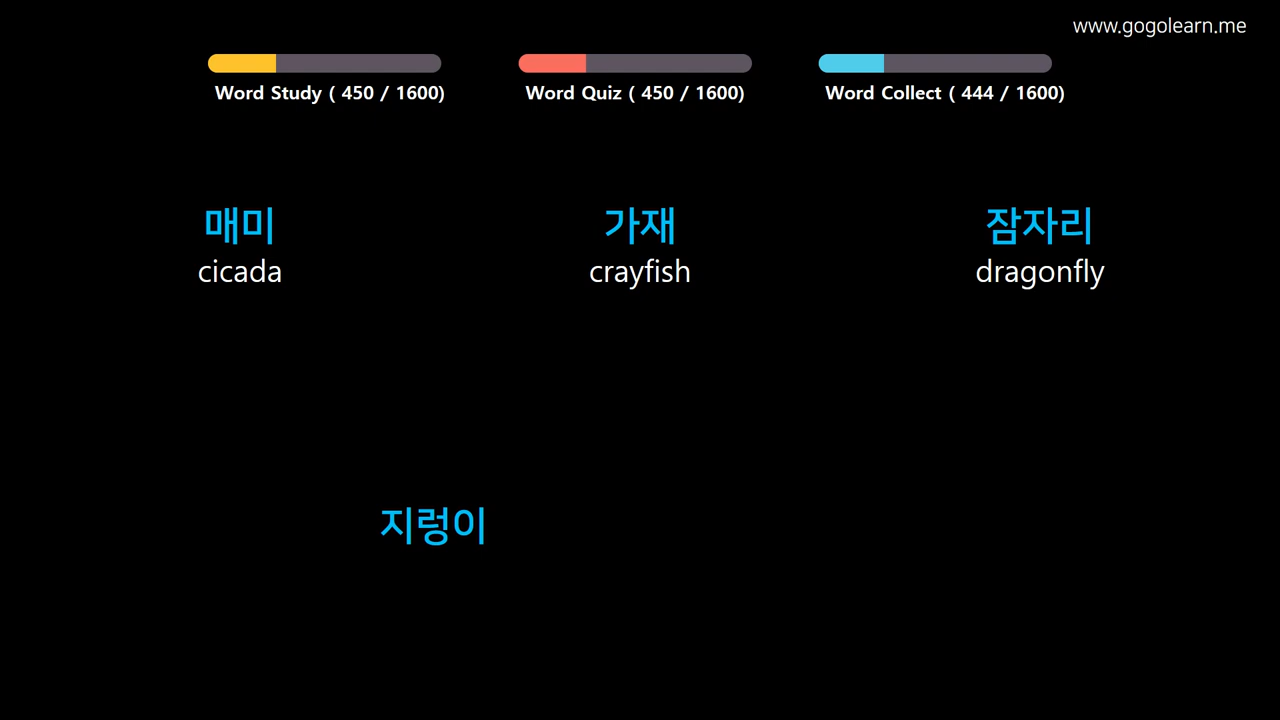 www.gogolearn.me
Word Study ( 450 / 1600)
Word Quiz ( 450 / 1600)
Word Collect ( 444 / 1600)
매미
cicada
가재
crayfish
잠자리
dragonfly
지렁이